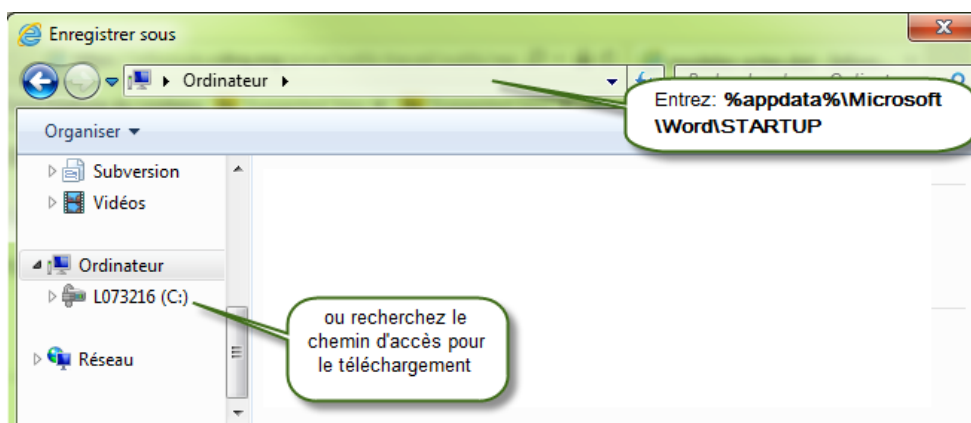 Enregistrer sous
Ordinateur
Entrez: %appdata%\Microsoft
\Word\STARTUP
Organiser
Subversion
Vidéos
Ordinateur
L073216 (C:)
Réseau
ou recherchez le
chemin d'accès pour
le téléchargement